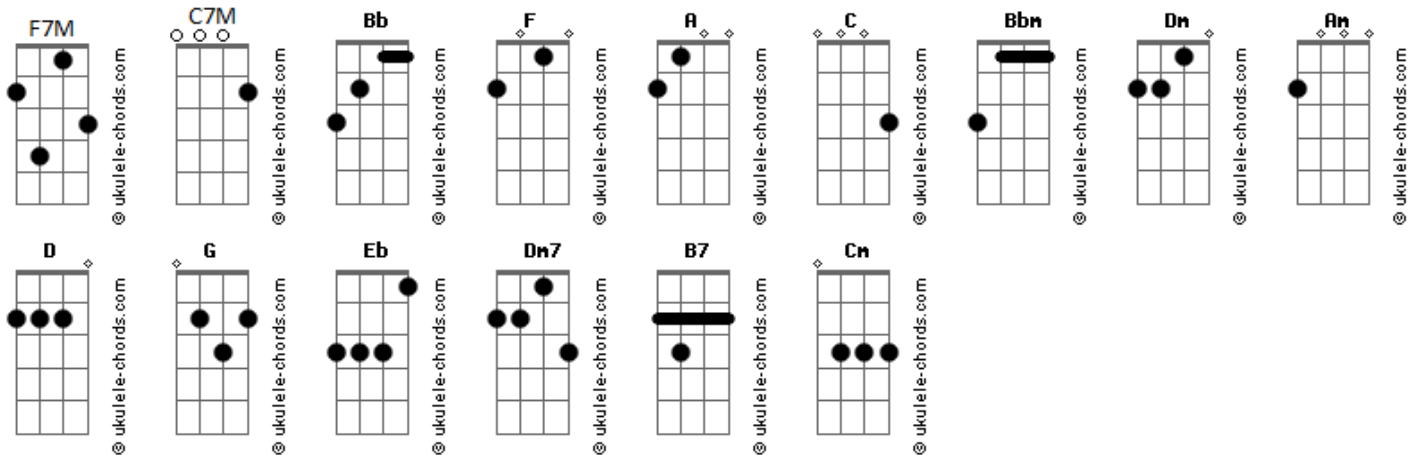 F7M C7M Bb F A C Bbm Dm Am
© ukulele-chords.com © ukulele-chords.com © ukulele-chords.com © ukulele-chords.com © ukulele-chords.com © ukulele-chords.com © ukulele-chords.com © ukulele-chords.com © ukulele-chords.com
D G Eb Dm7 B7 Cm
© ukulele-chords.com © ukulele-chords.com © ukulele-chords.com © ukulele-chords.com © ukulele-chords.com © ukulele-chords.com